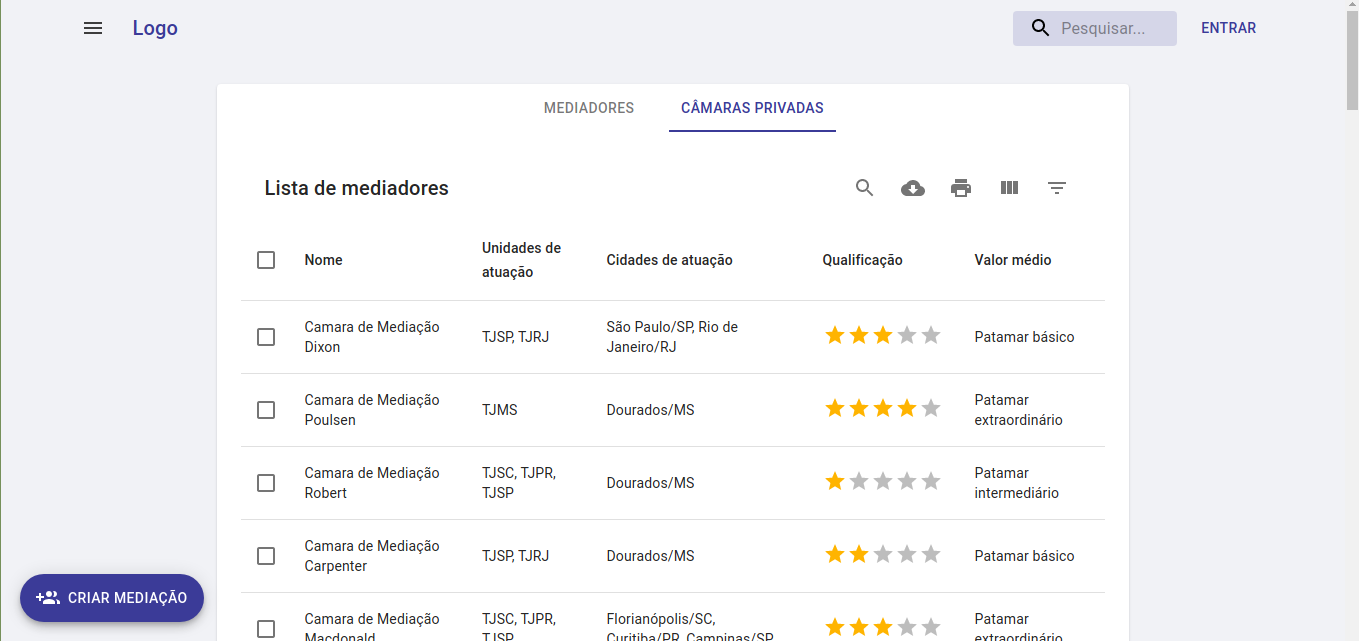 Logo
Pesquisar...
ENTRAR
MEDIADORES
CÂMARAS PRIVADAS
Lista de mediadores
Nome
Unidades de
atuação
Cidades de atuação
Qualificação
Valor médio
Camara de Mediação
Dixon
TJSP, TJRJ
São Paulo/SP, Rio de
Janeiro/RJ
Patamar básico
Camara de Mediação
Poulsen
TJMS
Dourados/MS
Patamar
extraordinário
Camara de Mediação
Robert
TJSC, TJPR,
TJSP
Dourados/MS
Patamar
intermediário
Camara de Mediação
Carpenter
TJSP, TJRJ
Dourados/MS
Patamar básico
Camara de Mediação
Macdonald
TJSC, TJPR,
TJSP
Florianópolis/SC,
Curitiba/PR, Campinas/SP
Patamar
extraordinário
CRIAR MEDIAÇÃO